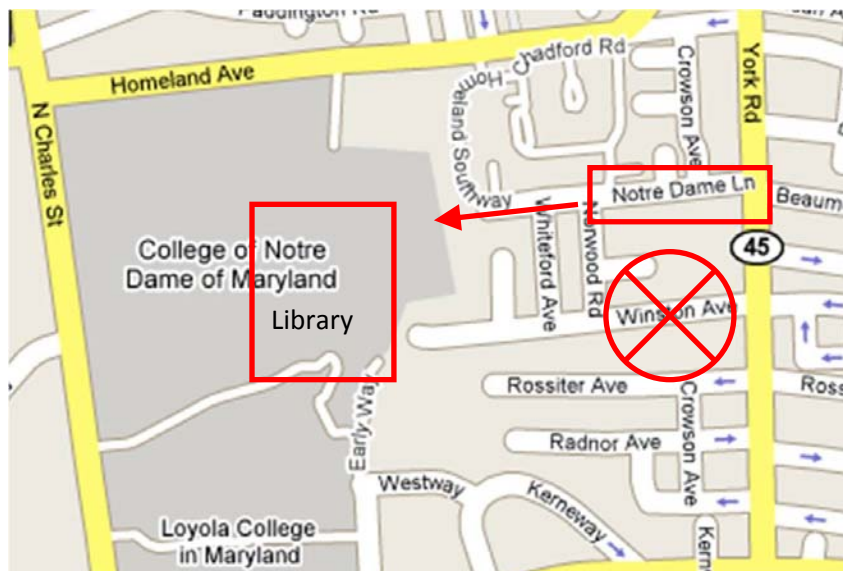 Paddington Rd
Homeland Ave
Chadford Rd
Crowson Ave
York Rd
N Charles St
Homeland Southway
Notre Dame Ln
Whiteford Ave
Norwood Rd
College of Notre
Dame of Maryland
45
Library
Winston Ave
Rossiter Ave
Ross
Early Way
Crowson Ave
Radnor Ave
Westway
Kerneway
Loyola College
in Maryland